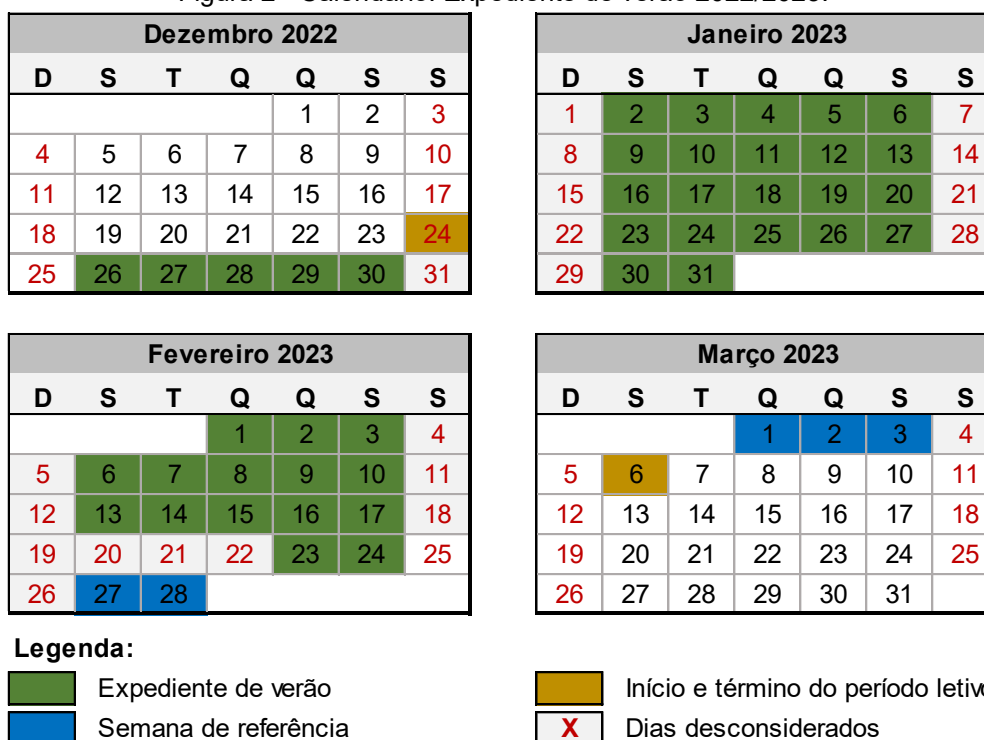 Dezembro 2022
D S T Q Q S S
1 2 3
4 5 6 7 8 9 10
11 12 13 14 15 16 17
18 19 20 21 22 23 24
25 26 27 28 29 30 31
Janeiro 2023
D S T Q Q S S
1 2 3 4 5 6 7
8 9 10 11 12 13 14
15 16 17 18 19 20 21
22 23 24 25 26 27 28
29 30 31
Fevereiro 2023
D S T Q Q S S
1 2 3 4
5 6 7 8 9 10 11
12 13 14 15 16 17 18
19 20 21 22 23 24 25
26 27 28
Março 2023
D S T Q Q S S
1 2 3 4
5 6 7 8 9 10 11
12 13 14 15 16 17 18
19 20 21 22 23 24 25
26 27 28 29 30 31
Legenda:
Expediente de verão
Início e término do período letivo
Semana de referência
X Dias desconsiderados